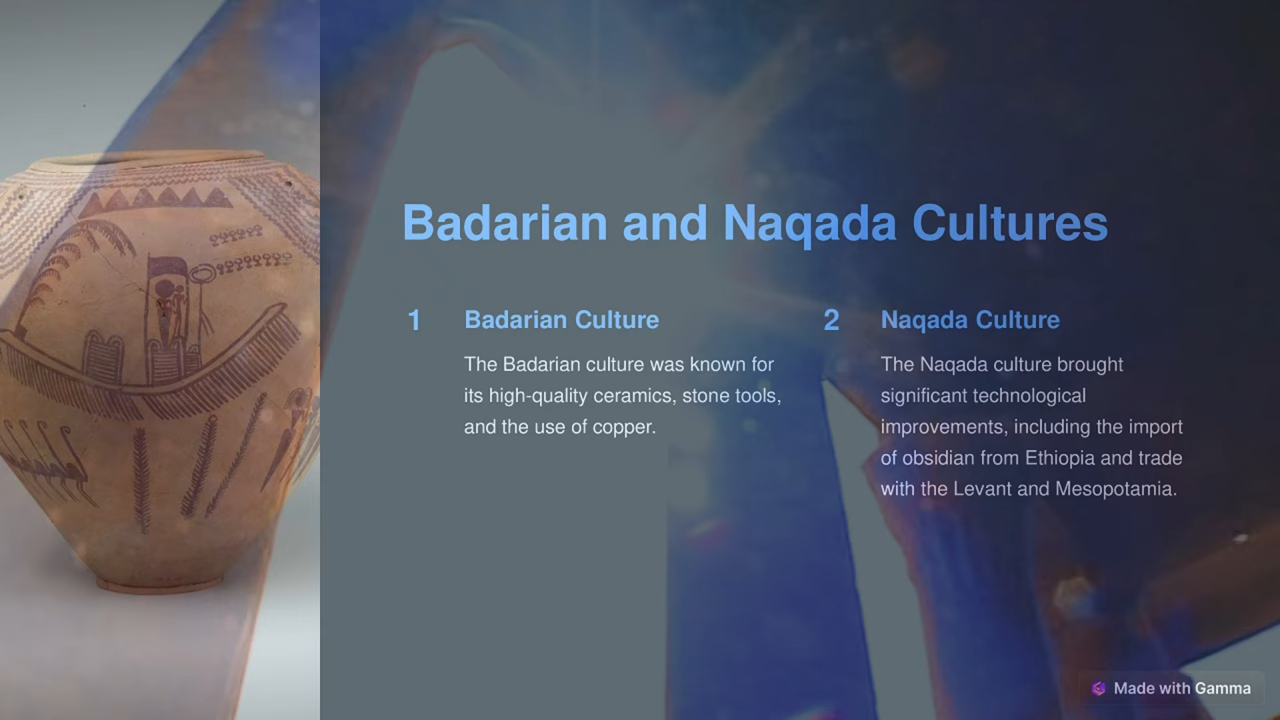 Badarian and Naqada Cultures
1
Badarian Culture
The Badarian culture was known for
its high-quality ceramics, stone tools,
and the use of copper.
2
Naqada Culture
The Naqada culture brought
significant technological
improvements, including the import
of obsidian from Ethiopia and trade
with the Levant and Mesopotamia.
Made with Gamma